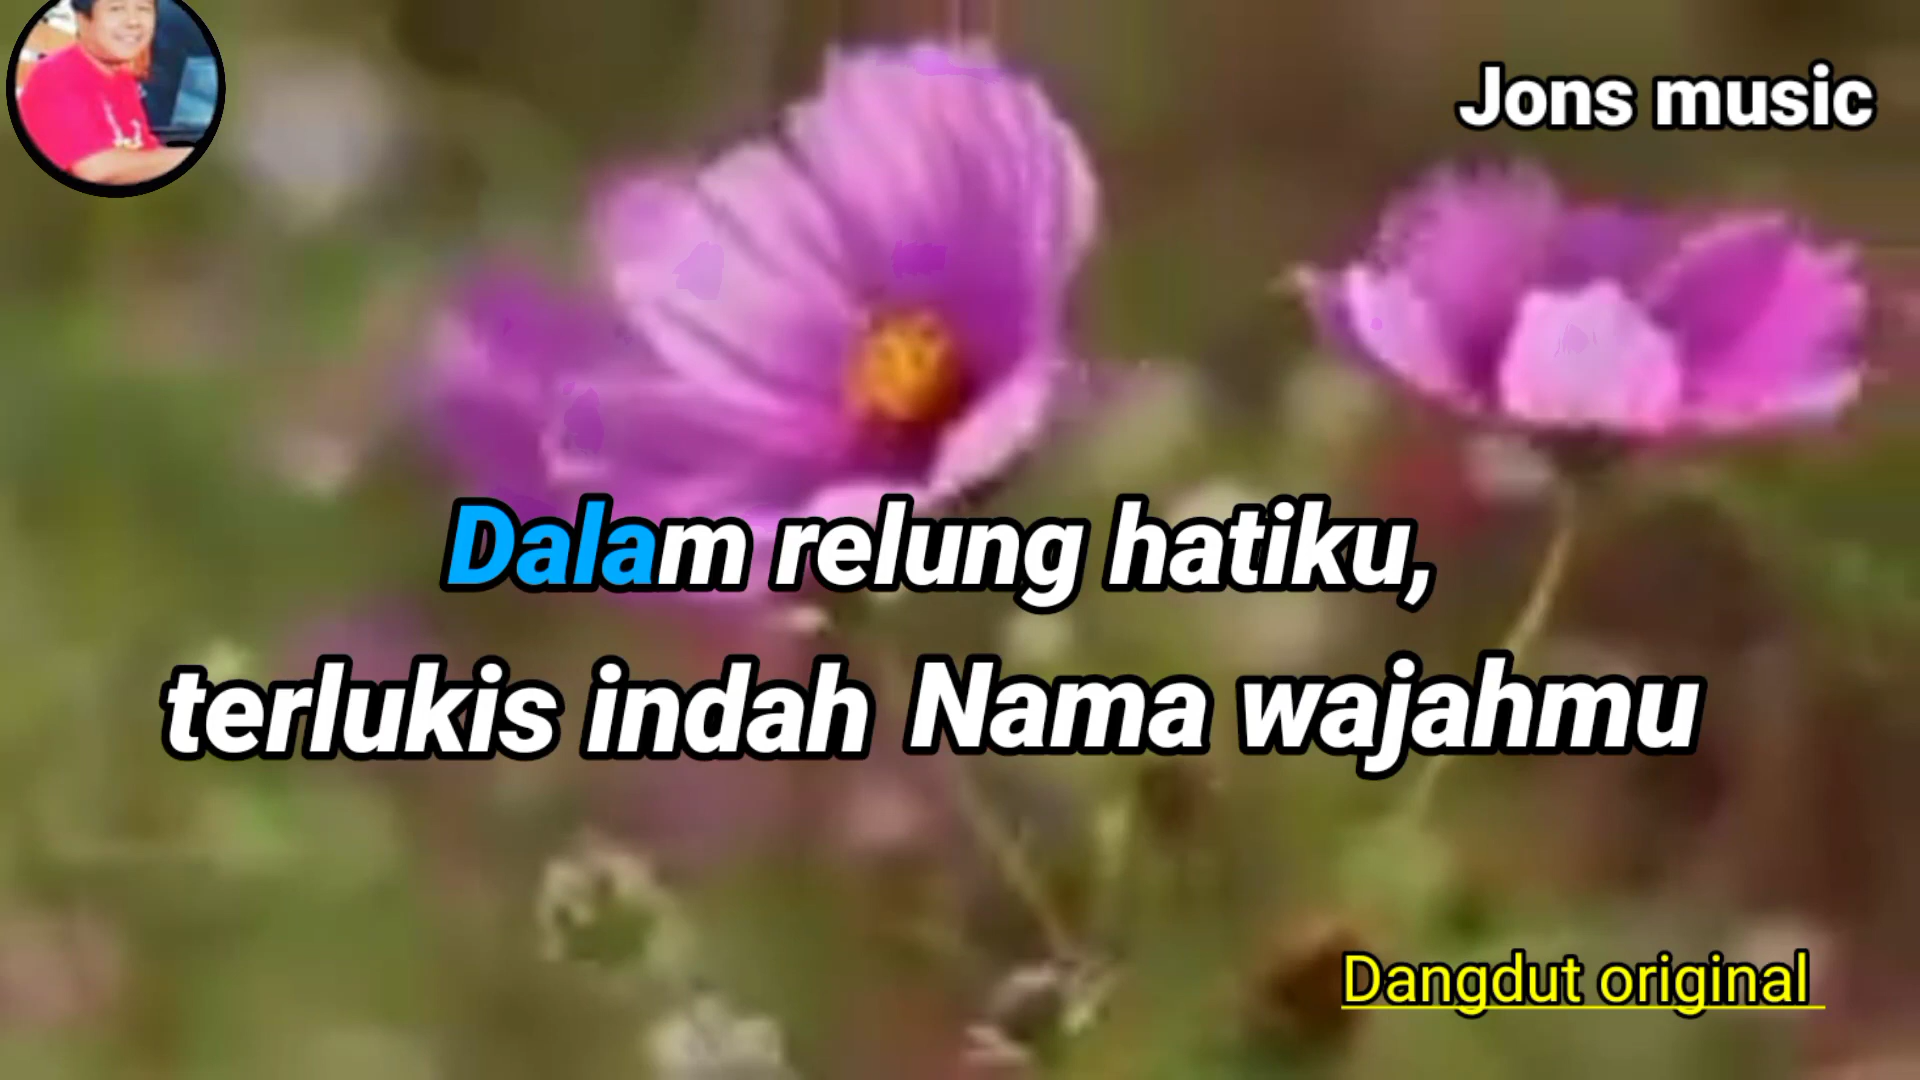 Jons music
Dalam relung hatiku,
terlukis indah Nama wajahmu
Dangdut original